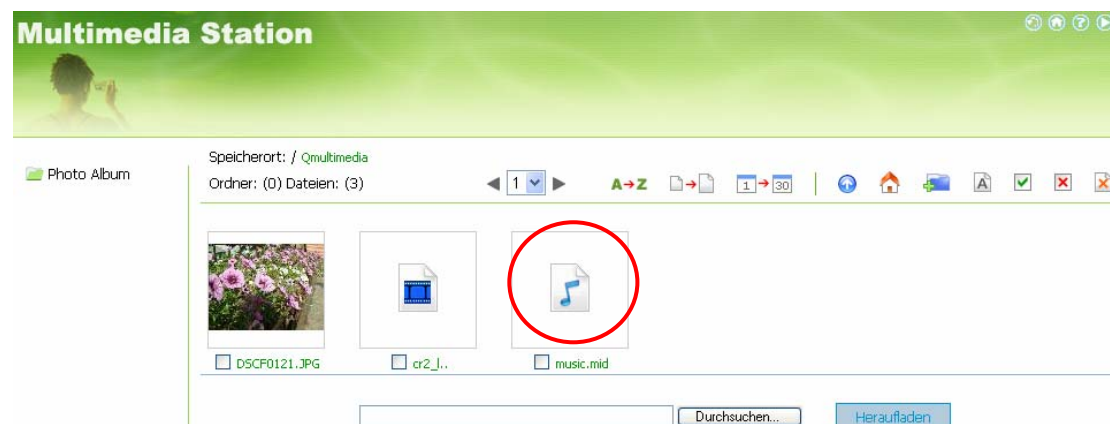 Multimedia Station
Photo Album
Speicherort: / Qmultimedia
Ordner: (0) Dateien: (3)
1
A→Z
1→30
A
DSCF0121.JPG
cr2_l..
music.mid
Durchsuchen...
Heraufladen